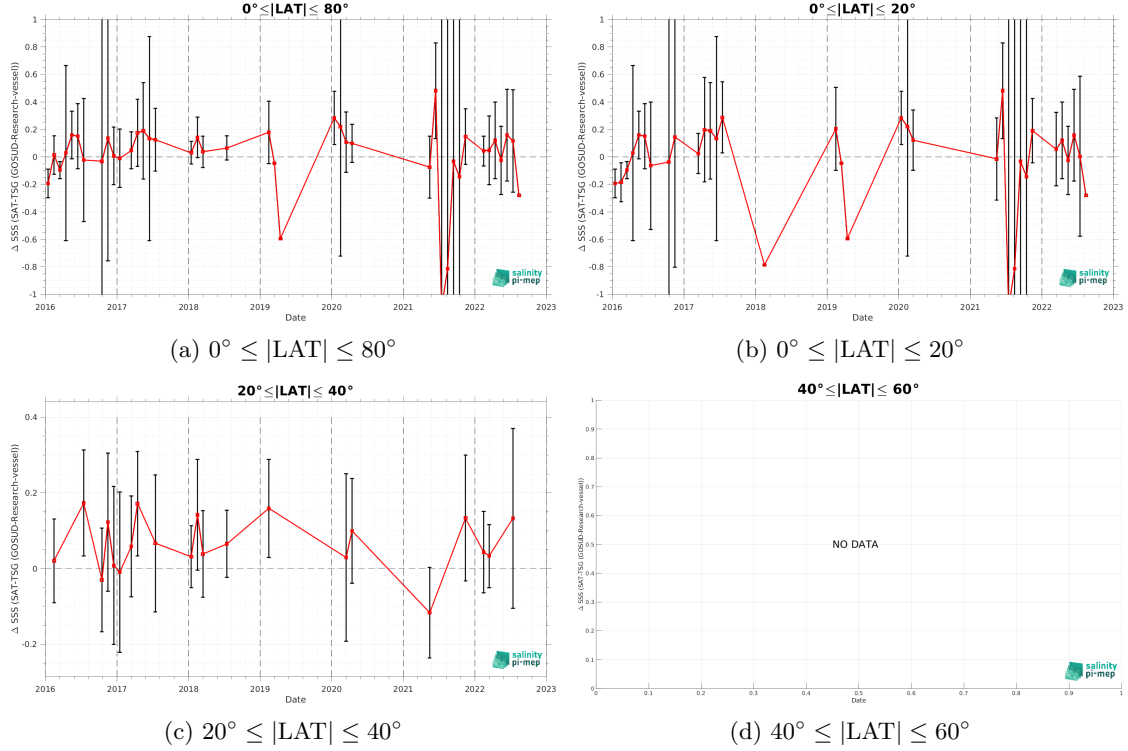 0°≤|LAT|≤ 80°
Δ SSS (SAT-TSG (GOSUD-Research-vessel))
1
0.8
0.6
0.4
0.2
0
-0.2
-0.4
-0.6
-0.8
-1
2016 2017 2018 2019 2020 2021 2022 2023
Date
salinity
pi-mep
(a) 0° ≤ |LAT| ≤ 80°
0°≤|LAT|≤ 20°
Δ SSS (SAT-TSG (GOSUD-Research-vessel))
1
0.8
0.6
0.4
0.2
0
-0.2
-0.4
-0.6
-0.8
-1
2016 2017 2018 2019 2020 2021 2022 2023
Date
salinity
pi-mep
(b) 0° ≤ |LAT| ≤ 20°
20°≤|LAT|≤ 40°
Δ SSS (SAT-TSG (GOSUD-Research-vessel))
0.4
0.2
0
-0.2
2016 2017 2018 2019 2020 2021 2022 2023
Date
salinity
pi-mep
(c) 20° ≤ |LAT| ≤ 40°
40°≤|LAT|≤ 60°
Δ SSS (SAT-TSG (GOSUD-Research-vessel))
1
0.9
0.8
0.7
0.6
0.5
0.4
0.3
0.2
0.1
0
NO DATA
0 0.1 0.2 0.3 0.4 0.5 0.6 0.7 0.8 0.9 1
Date
salinity
pi-mep
(d) 40° ≤ |LAT| ≤ 60°